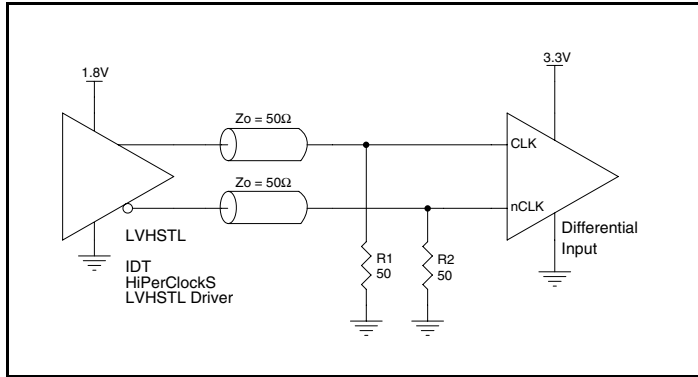 1.8V
3.3V
Zo = 50Ω
CLK
Zo = 50Ω
nCLK
LVHSTL
Differential
Input
R1
50
R2
50
IDT
HiPerClockS
LVHSTL Driver